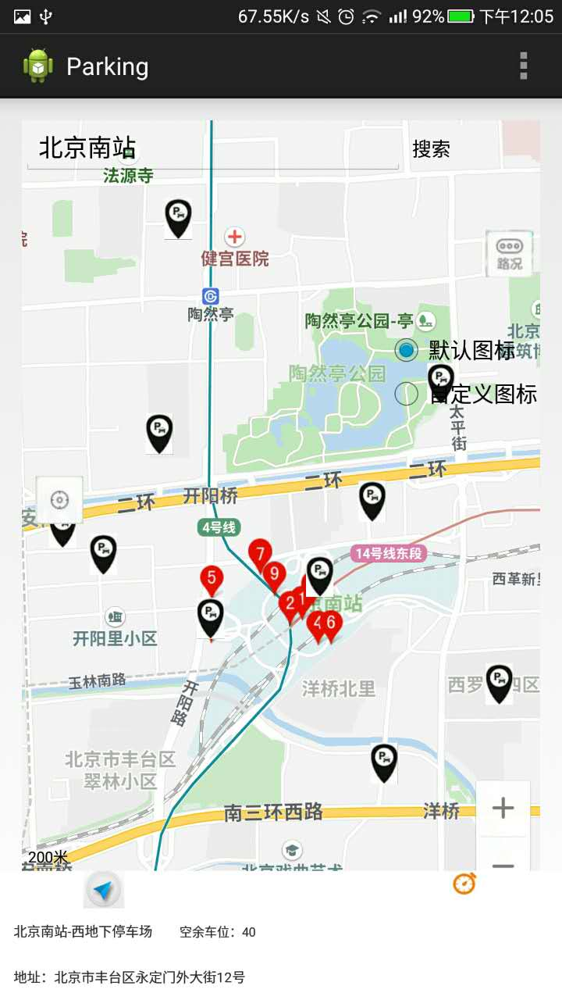 67.55K/s 92% 下午12:05
Parking
北京南站 搜索
法源寺
院
健宫医院
路况
陶然亭
陶然亭公园-亭
北京
默认图标
筑博
陶然亭公园
自定义图标
太平街
二环
二环
二环
开阳桥
安
4号线
7
14号线东段
9
5
西革新里
2
1
京南站
4
6
开阳里小区
玉林南路
洋桥北里
西罗
四区
开阳路
北京市丰台区
翠林小区
南三环西路
洋桥
200米
北京戏曲艺术
北京南站-西地下停车场 空余车位：40
地址：北京市丰台区永定门外大街12号